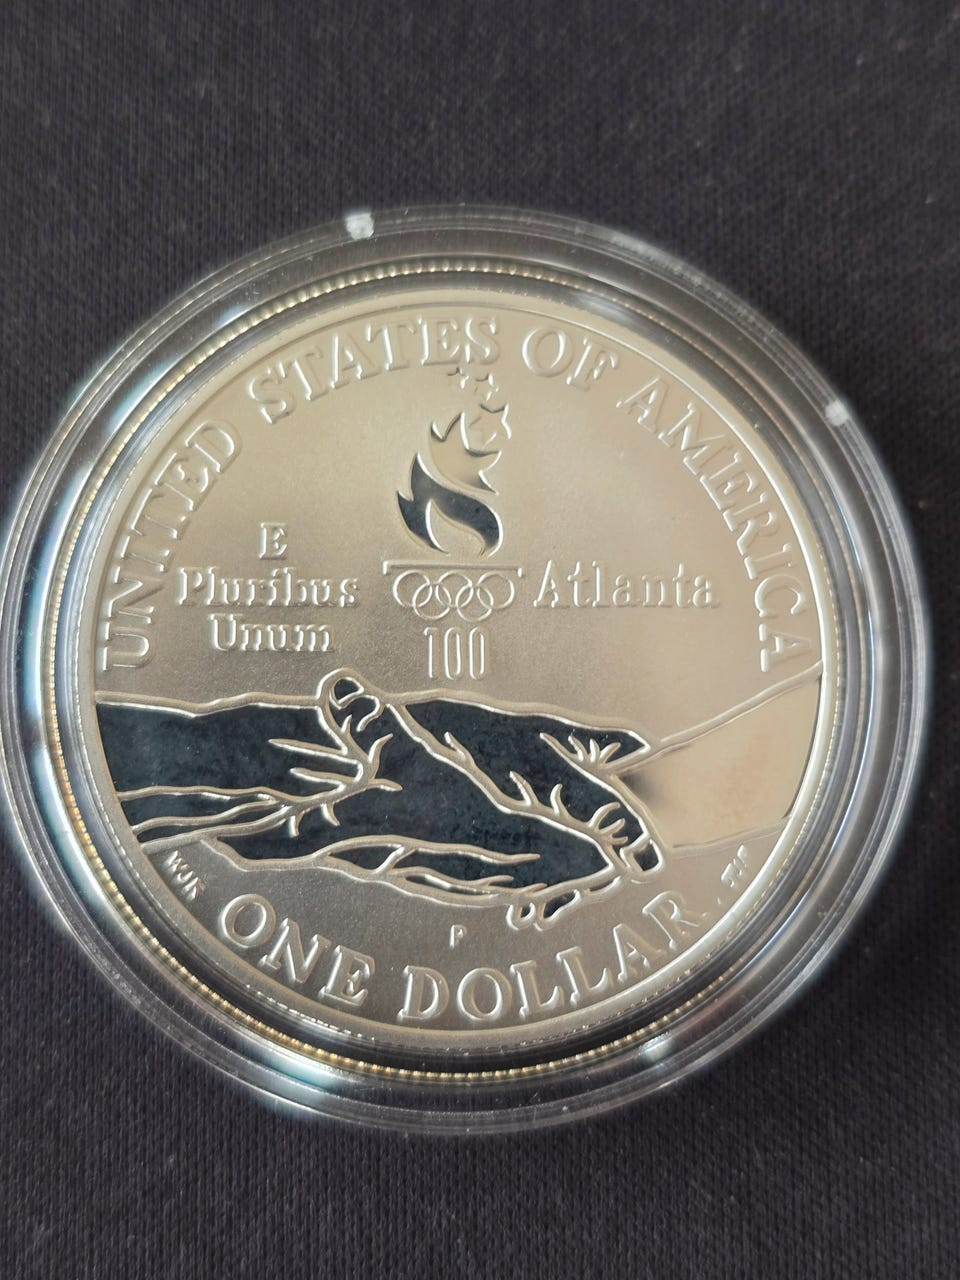 UNITED STATES OF AMERICA
E
Pluribus
Unum
Atlanta
100
P
ONE DOLLAR